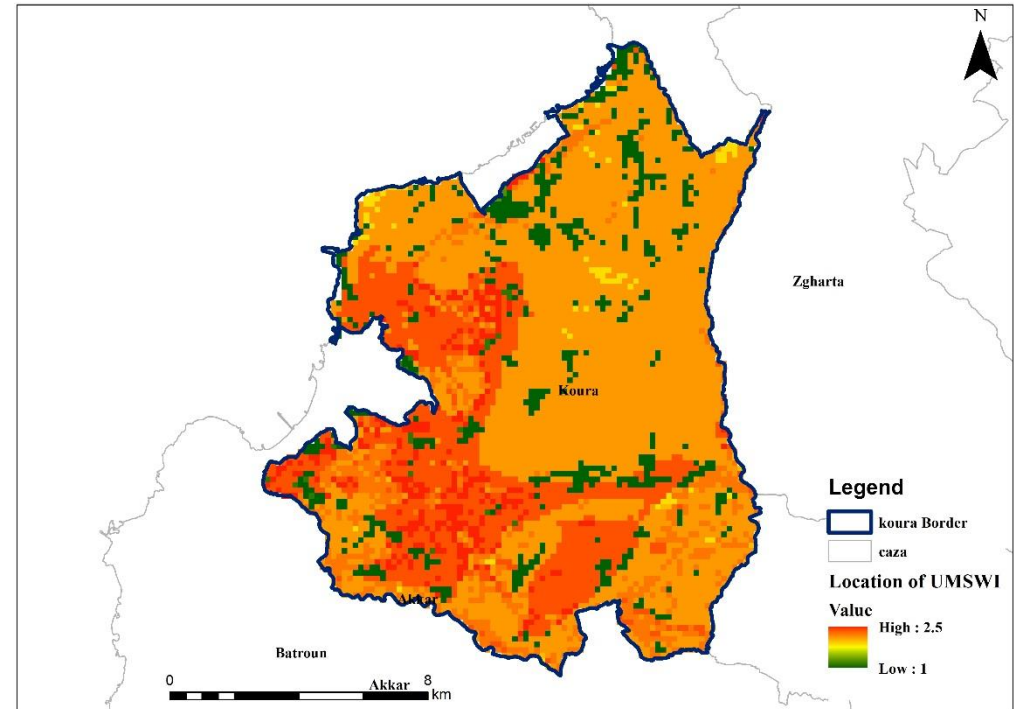 N
Zgharta
Koura
Legend
koura Border
caza
Location of UMSWI
Value
High : 2.5
Low : 1
Akkar
Batroun
Akkar
0 8
km